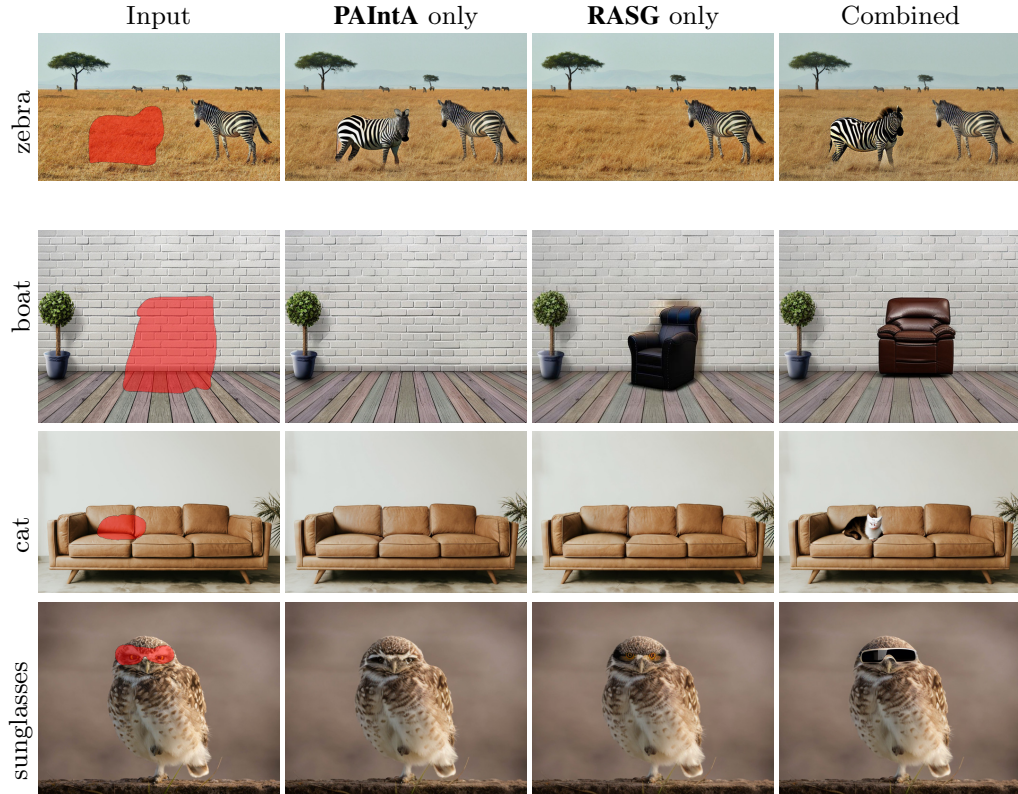 Input PAIntA only RASG only Combined
zebra
boat
cat
sunglasses